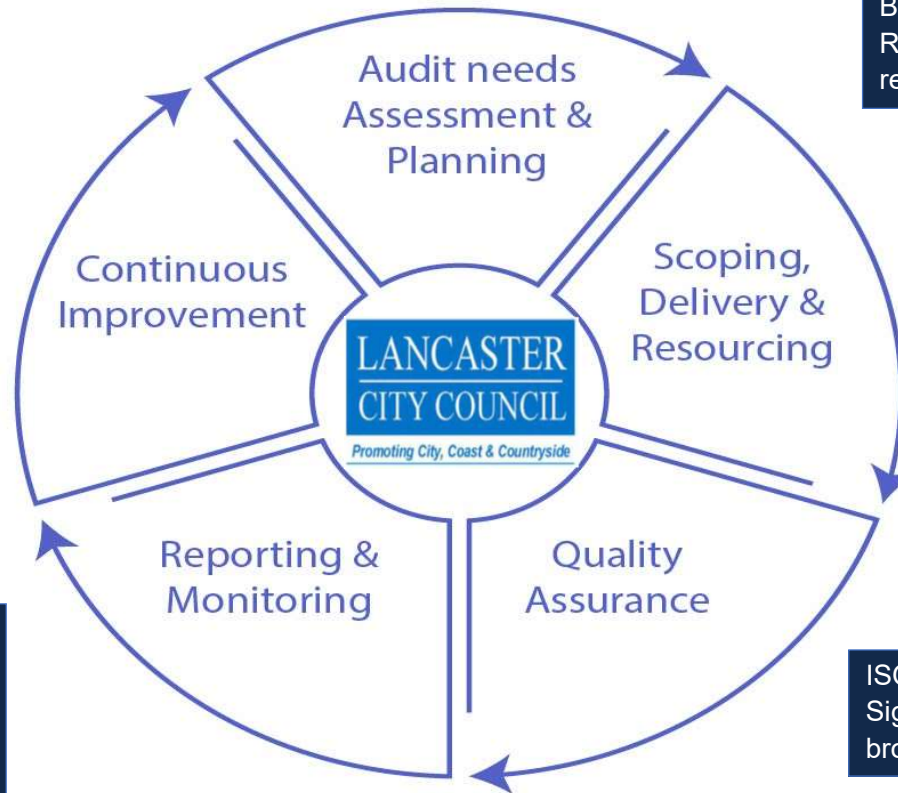 Audit needs
Assessment &
Planning
Scoping,
Delivery &
Resourcing
Quality
Assurance
Reporting &
Monitoring
Continuous
Improvement
LANCASTER
CITY COUNCIL
Promoting City, Coast & Countryside